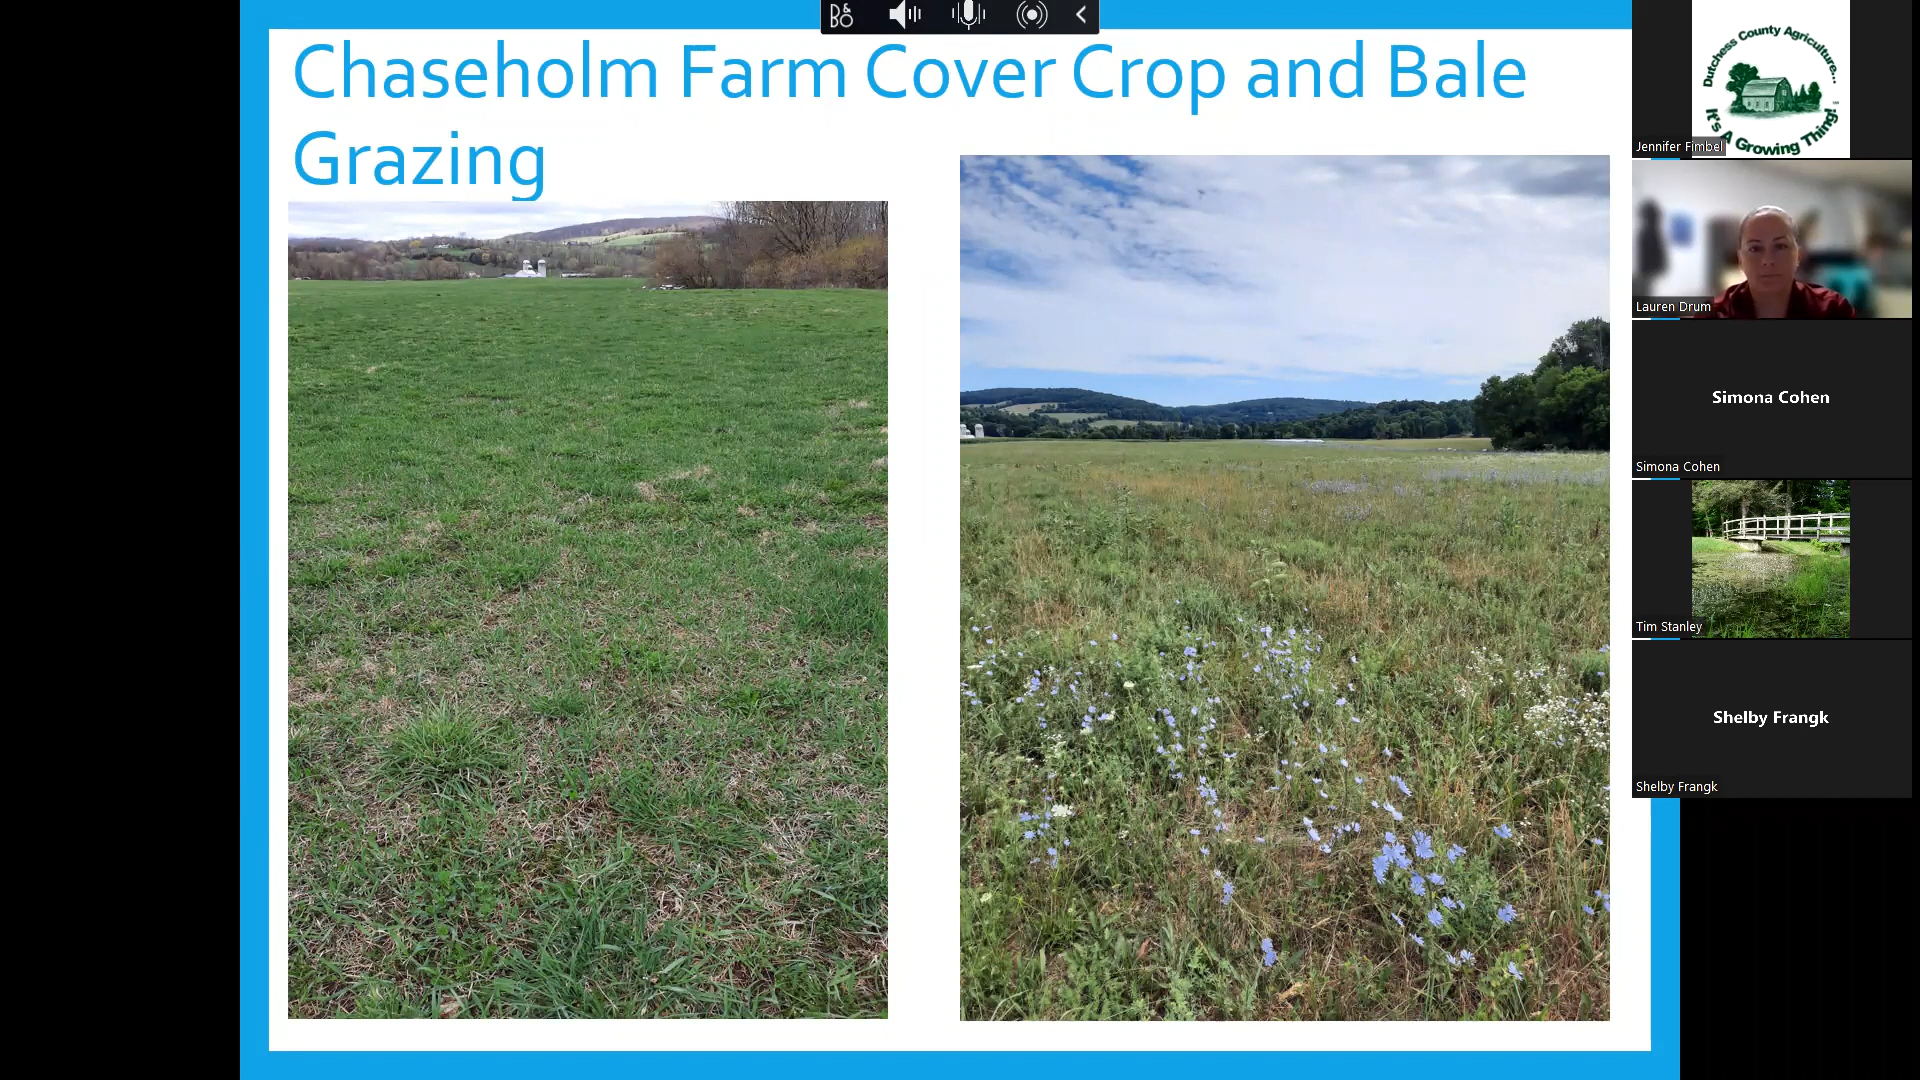 B&O
Chaseholm Farm Cover Crop and Bale
Grazing
Dutchess County Agriculture...
It's A Growing Thing!
Jennifer Fimbel
Lauren Drum
Simona Cohen
Simona Cohen
Tim Stanley
Shelby Frangk
Shelby Frangk